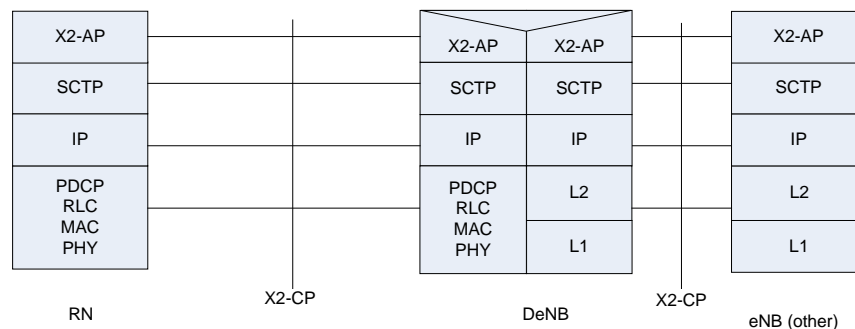 X2-AP
SCTP
IP
PDCP
RLC
MAC
PHY
RN
X2-CP
X2-AP X2-AP
SCTP SCTP
IP IP
PDCP
RLC
MAC
PHY
L2
L1
DeNB
X2-CP
X2-AP
SCTP
IP
L2
L1
eNB (other)